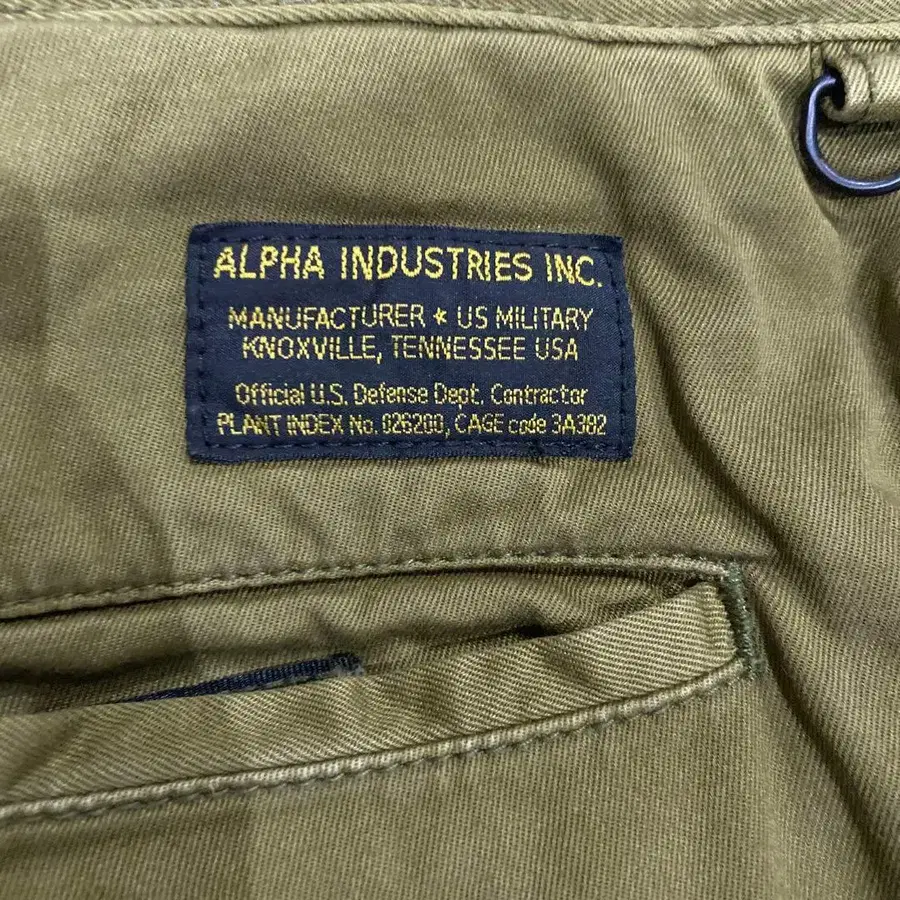 ALPHA INDUSTRIES INC.
MANUFACTURER ★ US MILITARY
KNOXVILLE, TENNESSEE USA
Official U.S. Defense Dept. Contractor
PLANT INDEX No. 026200, CAGE code 3A382